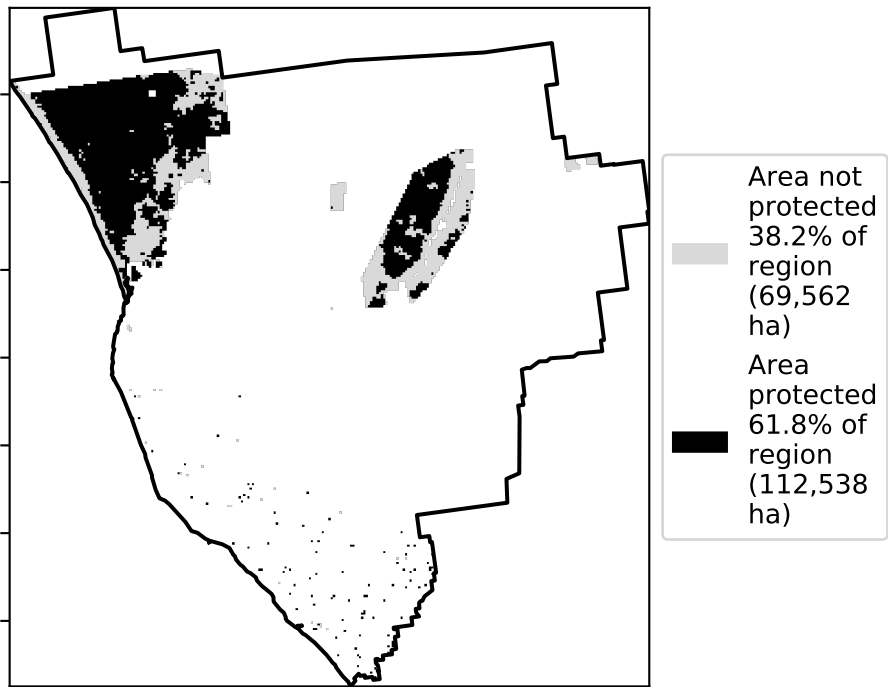 Area not
protected
38.2% of
region
(69,562
ha)
Area
protected
61.8% of
region
(112,538
ha)